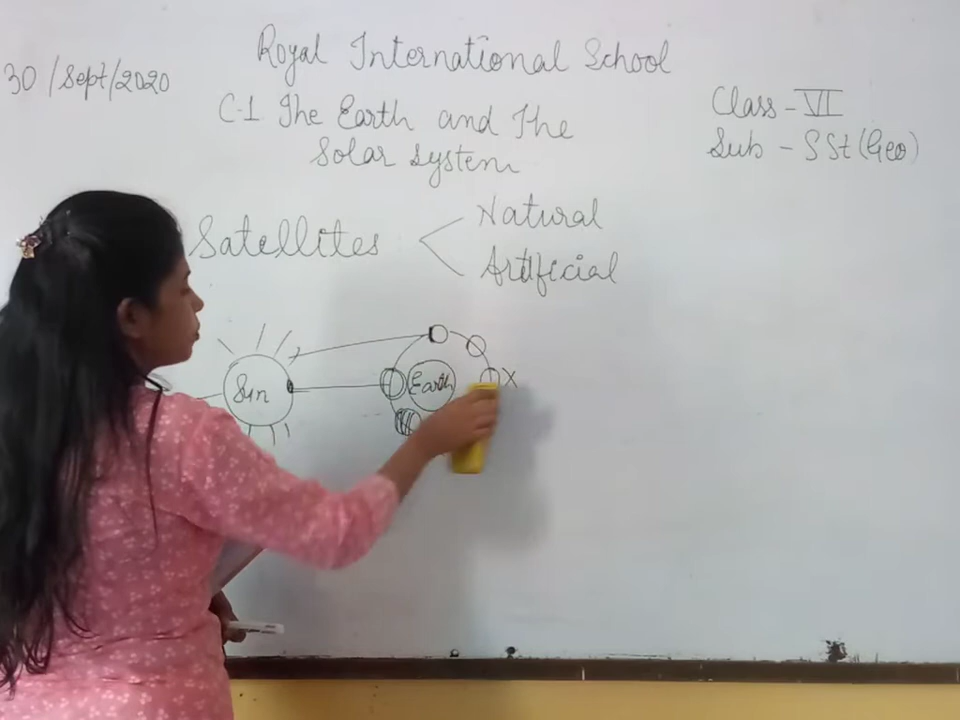 Royal International School
30/Sept/2020
C-1 The Earth and The
Solar System
Class - VI
Sub - SSt (Geo)
Satellites
Natural
Artificial
Sun
Earth
X